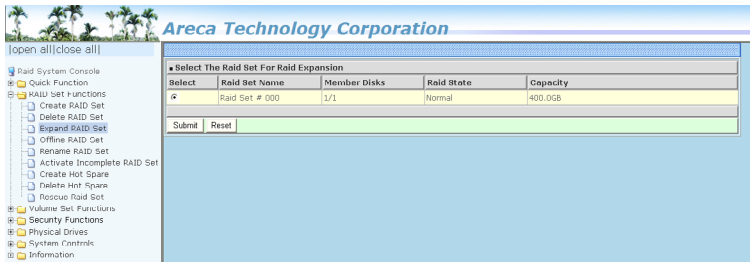 Areca Technology Corporation
|open all|close all|
Raid System Console
Quick Function
RAID Set Functions
Create RAID Set
Delete RAID Set
Expand RAID Set
Offline RAID Set
Rename RAID Set
Activate Incomplete RAID Set
Create Hot Spare
Delete Hot Spare
Rescue Raid Set
Volume Set Functions
Security Functions
Physical Drives
System Controls
Information
▪ Select The Raid Set For Raid Expansion
Select Raid Set Name Member Disks Raid State Capacity
Raid Set # 000 1/1 Normal 400.0GB
Submit Reset